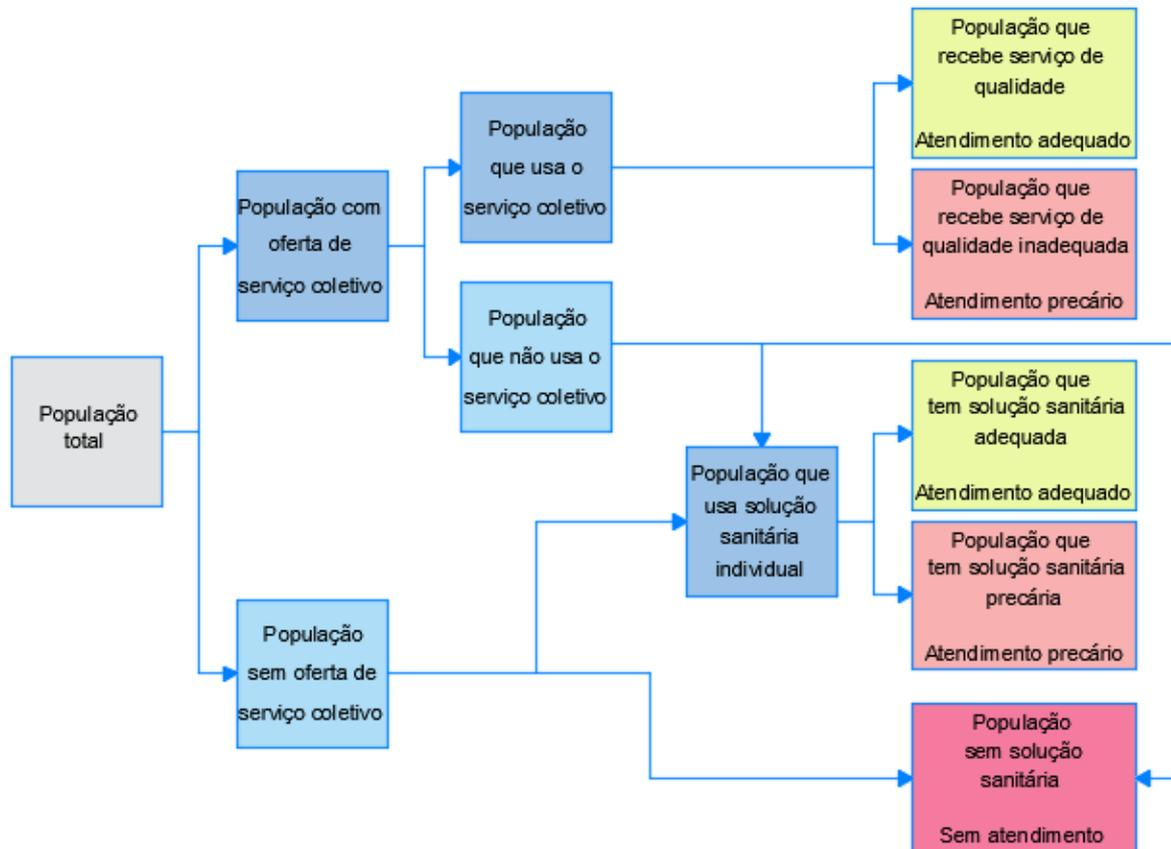 População
total
População com
oferta de
serviço coletivo
População
sem oferta de
serviço coletivo
População
que usa o
serviço coletivo
População
que não usa o
serviço coletivo
População que
usa solução
sanitária
individual
População que
recebe serviço de
qualidade
Atendimento adequado
População que
recebe serviço de
qualidade inadequada
Atendimento precário
População que
tem solução sanitária
adequada
Atendimento adequado
População que
tem solução sanitária
precária
Atendimento precário
População
sem solução
sanitária
Sem atendimento